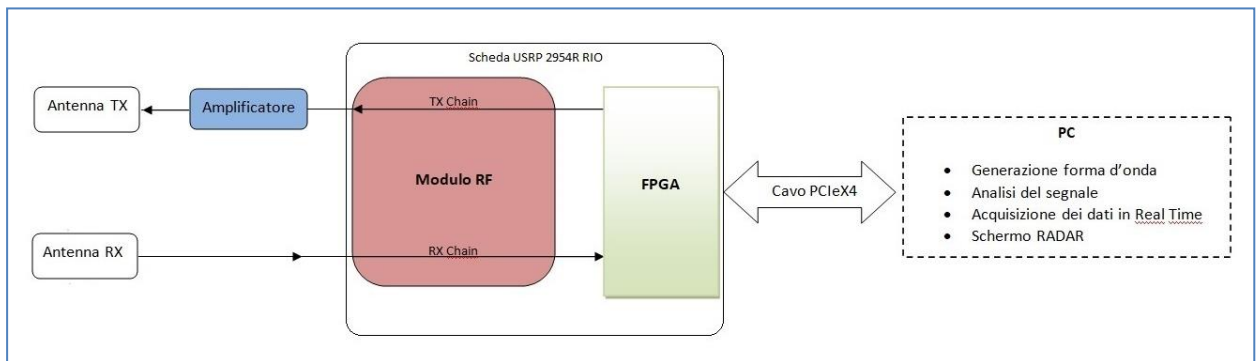 Scheda USRP 2954R RIO
Antenna TX
Amplificatore
TX Chain
Modulo RF
FPGA
Cavo PCIeX4
Antenna RX
RX Chain
PC
• Generazione forma d'onda
• Analisi del segnale
• Acquisizione dei dati in Real Time
• Schermo RADAR